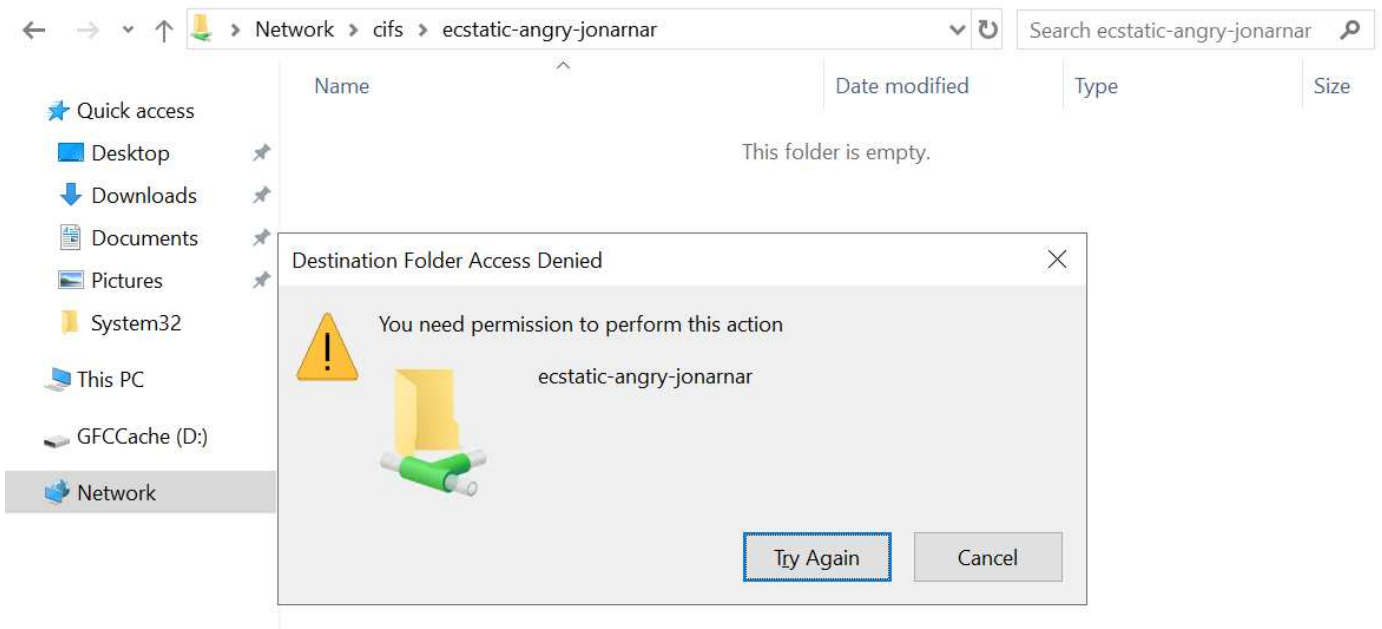 Network > cifs > ecstatic-angry-jonarnar
Search ecstatic-angry-jonarnar
Name Date modified Type Size
This folder is empty.
Quick access
Desktop
Downloads
Documents
Pictures
System32
This PC
GFCCache (D:)
Network
Destination Folder Access Denied
You need permission to perform this action
ecstatic-angry-jonarnar
Try Again Cancel